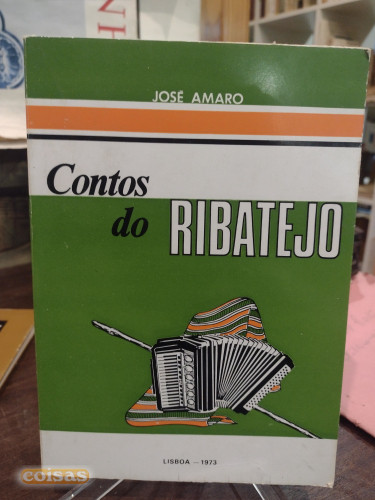 JOSÉ AMARO
Contos
do RIBATEJO
LISBOA — 1973
coisas